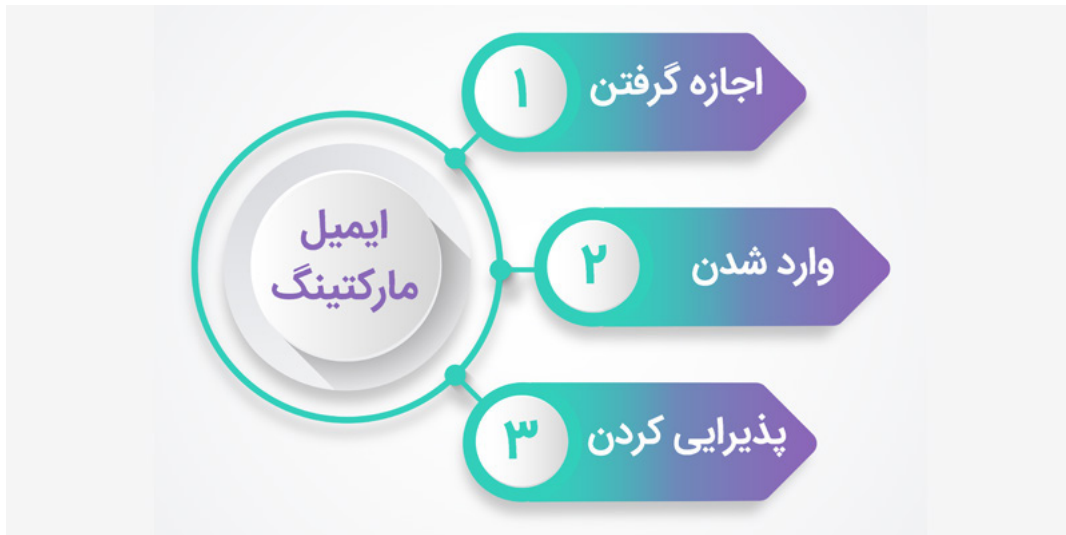 ایمیل
مارکتینگ
۱
اجازه گرفتن
۲
وارد شدن
۳
پذیرایی کردن